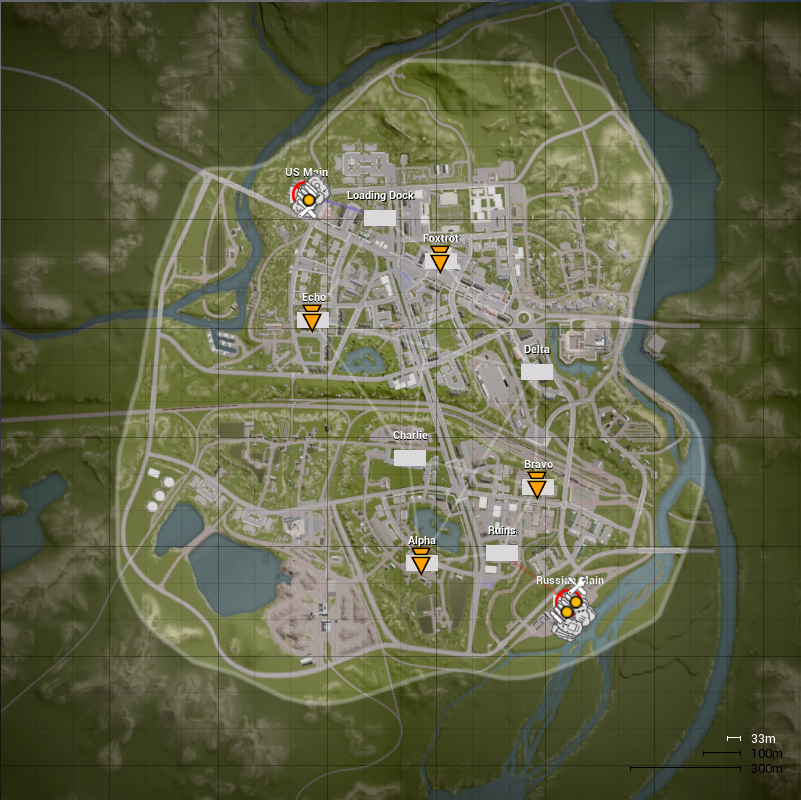 US Main
Loading Dock
Foxtrot
Echo
Delta
Charlie
Bravo
Ruins
Alpha
Russian Main
33m
100m
300m